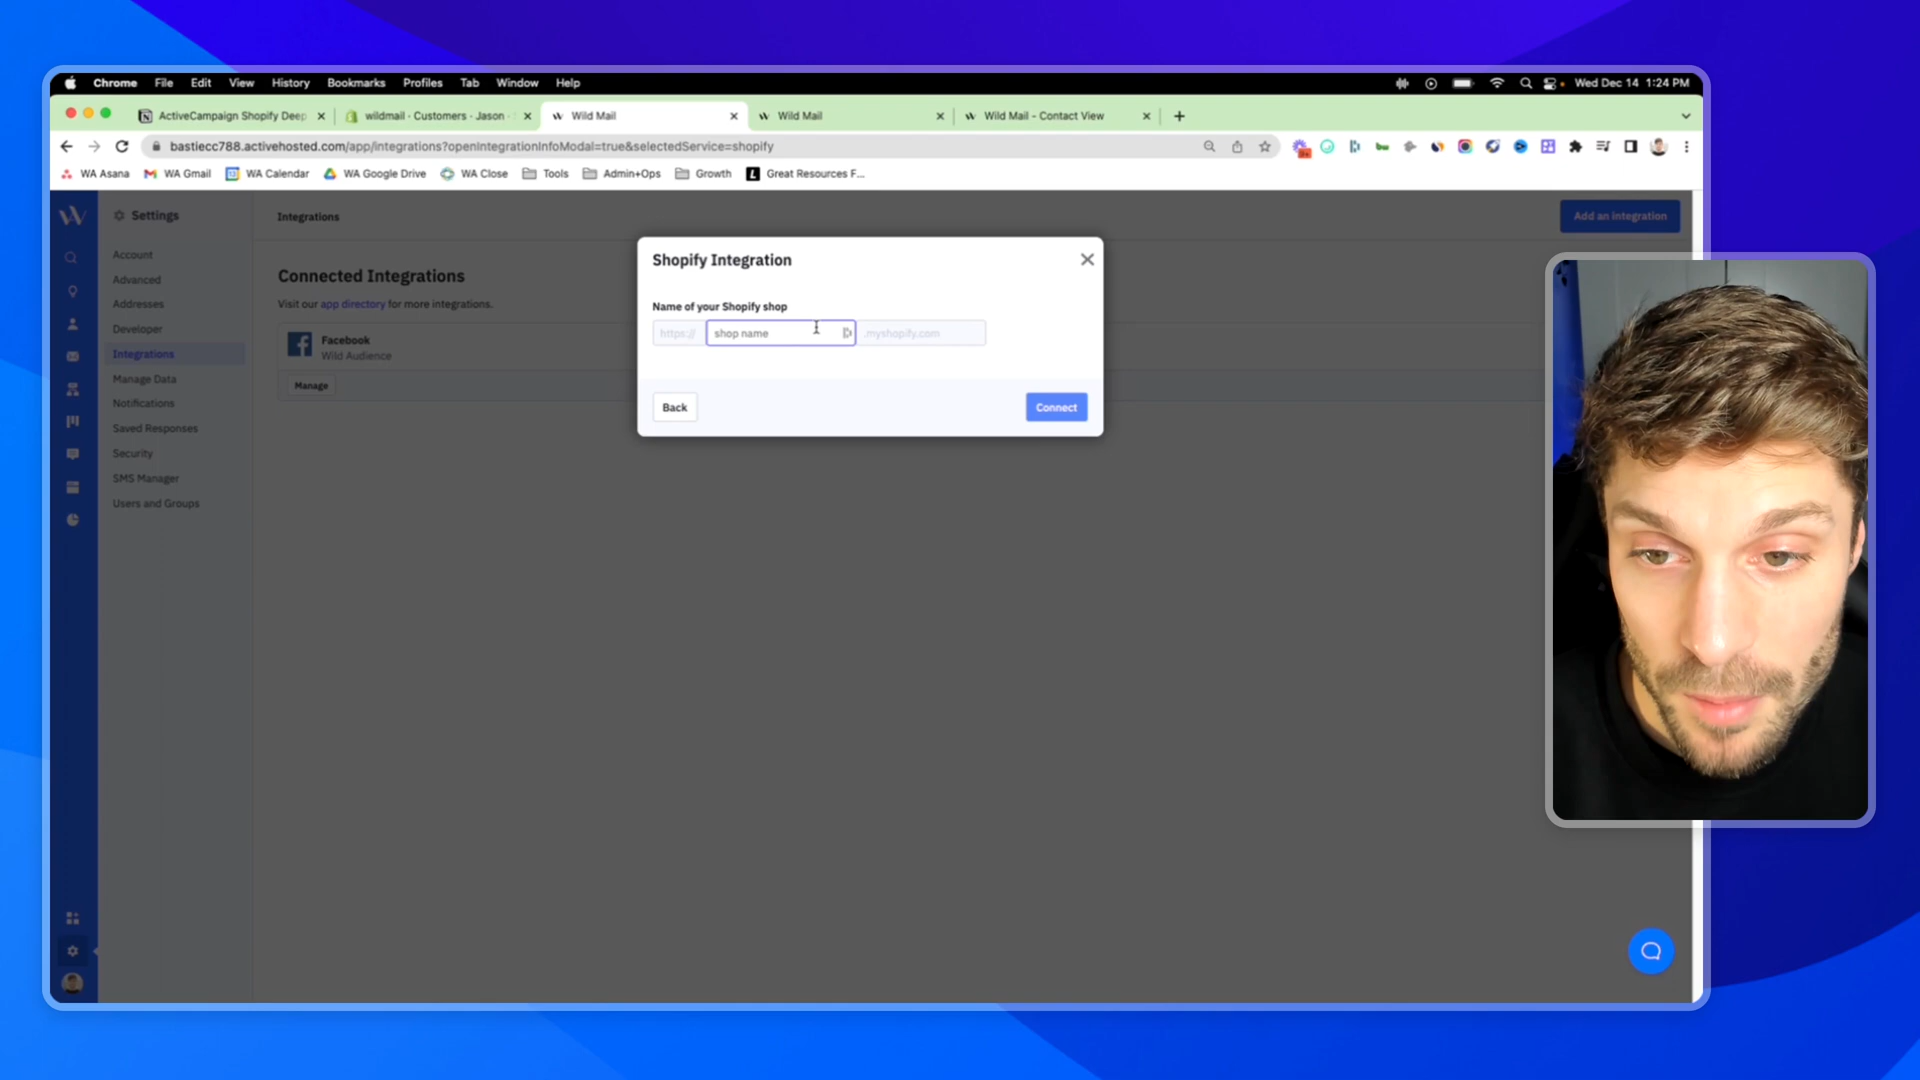 Chrome File Edit View History Bookmarks Profiles Tab Window Help
Wed Dec 14 1:24 PM
ActiveCampaign Shopify Deep
wildmail · Customers · Jason ·
Wild Mail
Wild Mail
Wild Mail - Contact View
bastiecc788.activehosted.com/app/integrations?openIntegrationInfoModal=true&selectedService=shopify
WA Asana
WA Gmail
WA Calendar
WA Google Drive
WA Close
Tools
Admin+Ops
Growth
Great Resources F...
Settings
Account
Advanced
Addresses
Developer
Integrations
Manage Data
Notifications
Saved Responses
Security
SMS Manager
Users and Groups
Integrations
Add an integration
Connected Integrations
Visit our app directory for more integrations.
Facebook
Wild Audience
Manage
Shopify Integration
Name of your Shopify shop
https:// shop name .myshopify.com
Back
Connect